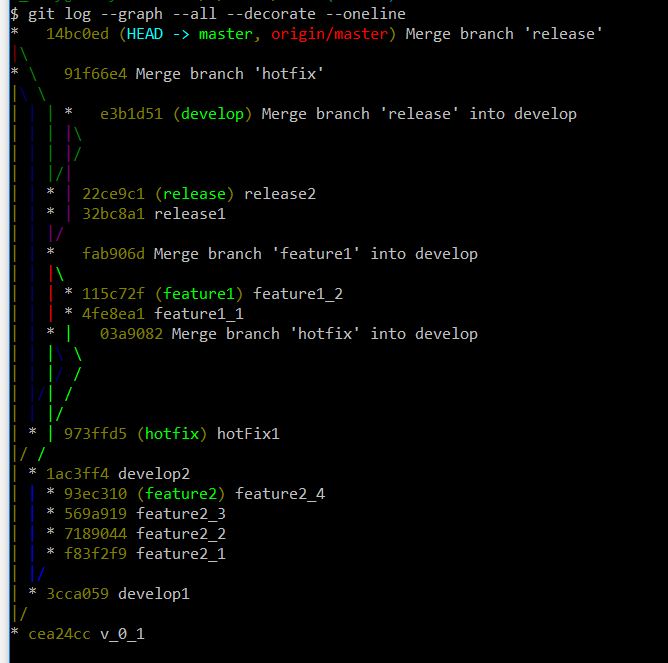 $ git log --graph --all --decorate --oneline
*   14bc0ed (HEAD -> master, origin/master) Merge branch 'release'
|\
* \   91f66e4 Merge branch 'hotfix'
|\ \
| | | *   e3b1d51 (develop) Merge branch 'release' into develop
| | | |\
| | | |/
| | |/|
| | * | 22ce9c1 (release) release2
| | * | 32bc8a1 release1
| | |/
| | *   fab906d Merge branch 'feature1' into develop
| | |\
| | | * 115c72f (feature1) feature1_2
| | | * 4fe8ea1 feature1_1
| | * |   03a9082 Merge branch 'hotfix' into develop
| | |\ \
| | |/ /
| |/| /
| | |/
| * | 973ffd5 (hotfix) hotFix1
|/ /
| * 1ac3ff4 develop2
| | * 93ec310 (feature2) feature2_4
| | * 569a919 feature2_3
| | * 7189044 feature2_2
| | * f83f2f9 feature2_1
| |/
| * 3cca059 develop1
|/
* cea24cc v_0_1